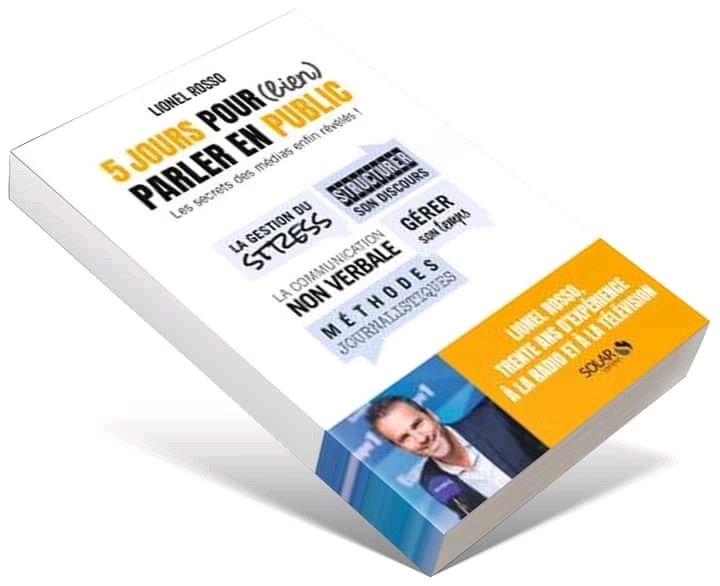 LIONEL ROSSO
5 JOURS POUR (bien)
PARLER EN PUBLIC
Les secrets des médias enfin révélés !
LA GESTION DU
STRESS
STRUCTURER
SON DISCOURS
LA COMMUNICATION
NON VERBALE
GÉRER
son temps
MÉTHODES
JOURNALISTIQUES
LIONEL ROSSO,
TRENTE ANS D'EXPÉRIENCE
À LA RADIO ET À LA TÉLÉVISION
SOLAR